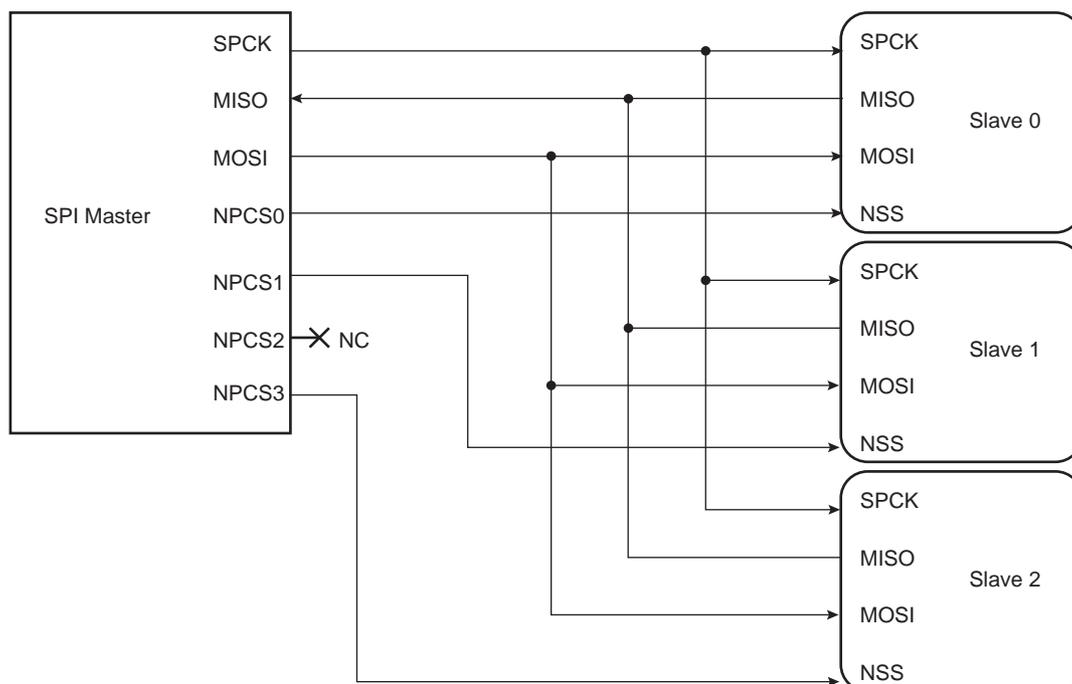 SPI Master
SPCK
MISO
MOSI
NPCS0
NPCS1
NPCS2
NC
NPCS3
SPCK
MISO
Slave 0
MOSI
NSS
SPCK
MISO
Slave 1
MOSI
NSS
SPCK
MISO
Slave 2
MOSI
NSS